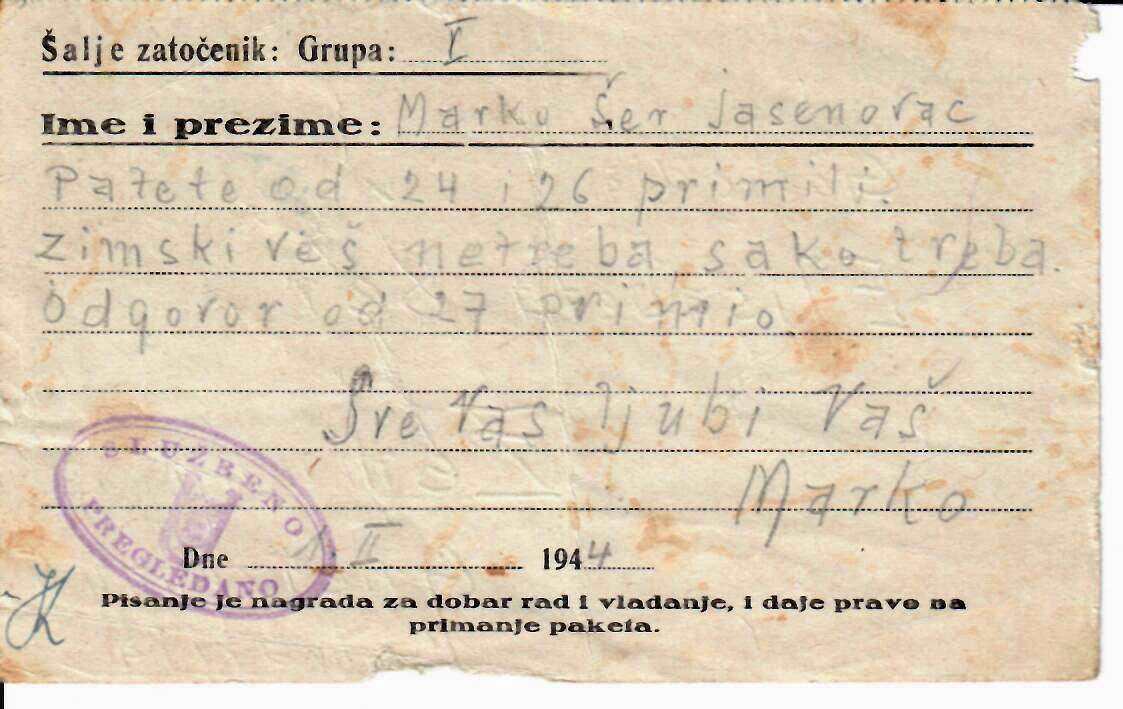 Šalje zatočenik: Grupa: I
Ime i prezime: Marko Šer Jasenovac
Pažete od 24 i 26 primili.
zimski veš netreba, sako treba.
Odgovor od 27 primio.
Sve Vas ljubi Vaš
Marko
SLUŽBENO
PREGLEDANO
Dne II 1944
Pisanje je nagrada za dobar rad i vladanje, i daje pravo na
primanje paketa.